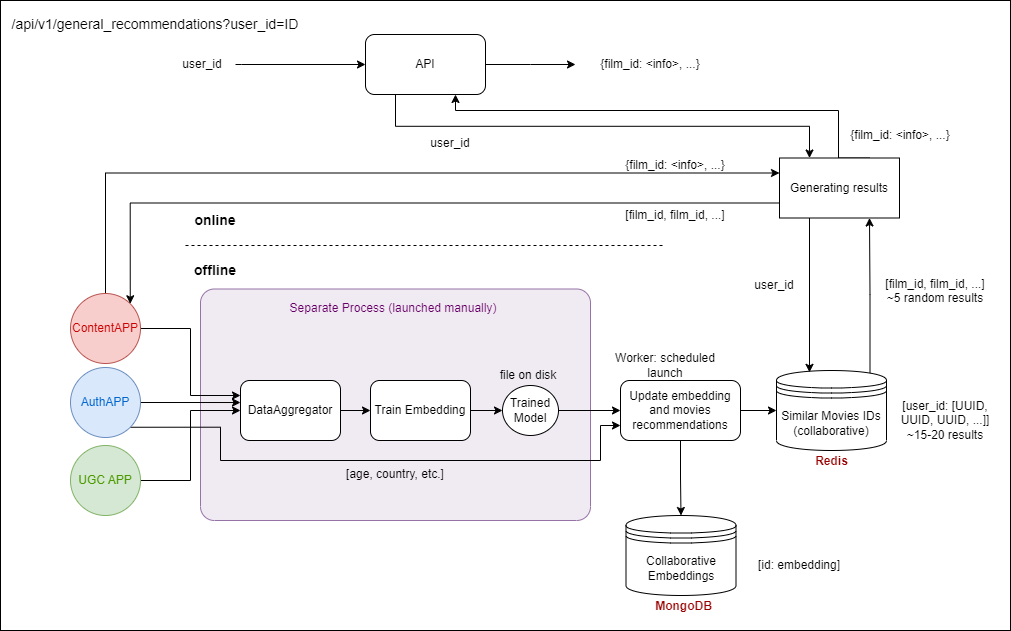 /api/v1/general_recommendations?user_id=ID
user_id
API
{film_id: <info>, ...}
user_id
{film_id: <info>, ...}
{film_id: <info>, ...}
Generating results
[film_id, film_id, ...]
online
offline
user_id
[film_id, film_id, ...]
~5 random results
Separate Process (launched manually)
ContentAPP
AuthAPP
UGC APP
DataAggregator
Train Embedding
file on disk
Trained
Model
Worker: scheduled
launch
Update embedding
and movies
recommendations
Similar Movies IDs
(collaborative)
Redis
[user_id: [UUID,
UUID, UUID, ...]]
~15-20 results
[age, country, etc.]
Collaborative
Embeddings
[id: embedding]
MongoDB